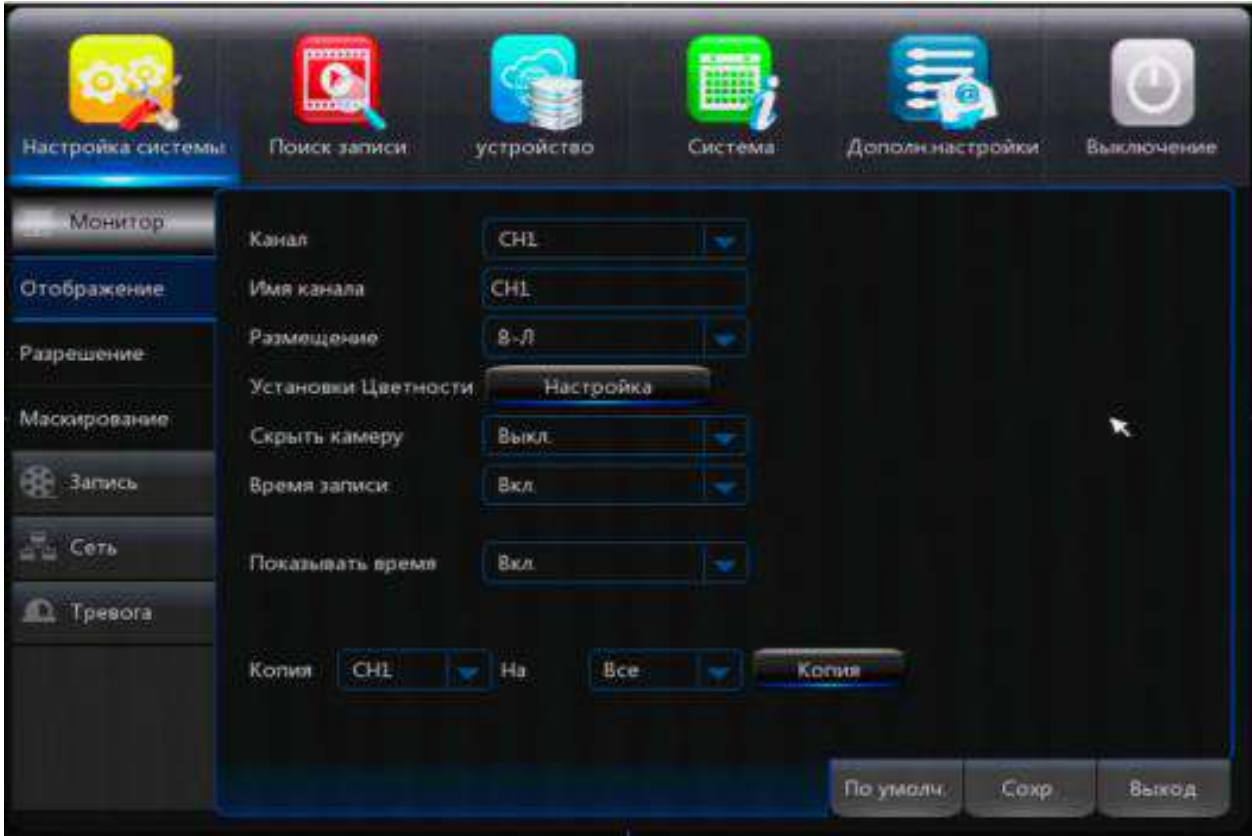 Настройка системы
Поиск записи
устройство
Система
Дополн.настройки
Выключение
Монитор
Отображение
Разрешение
Маскирование
Запись
Сеть
Тревога
Канал CH1
Имя канала CH1
Размещение В-Л
Установки Цветности Настройка
Скрыть камеру Выкл.
Время записи Вкл.
Показывать время Вкл.
Копия CH1 На Все Копия
По умолч. Сохр Выход